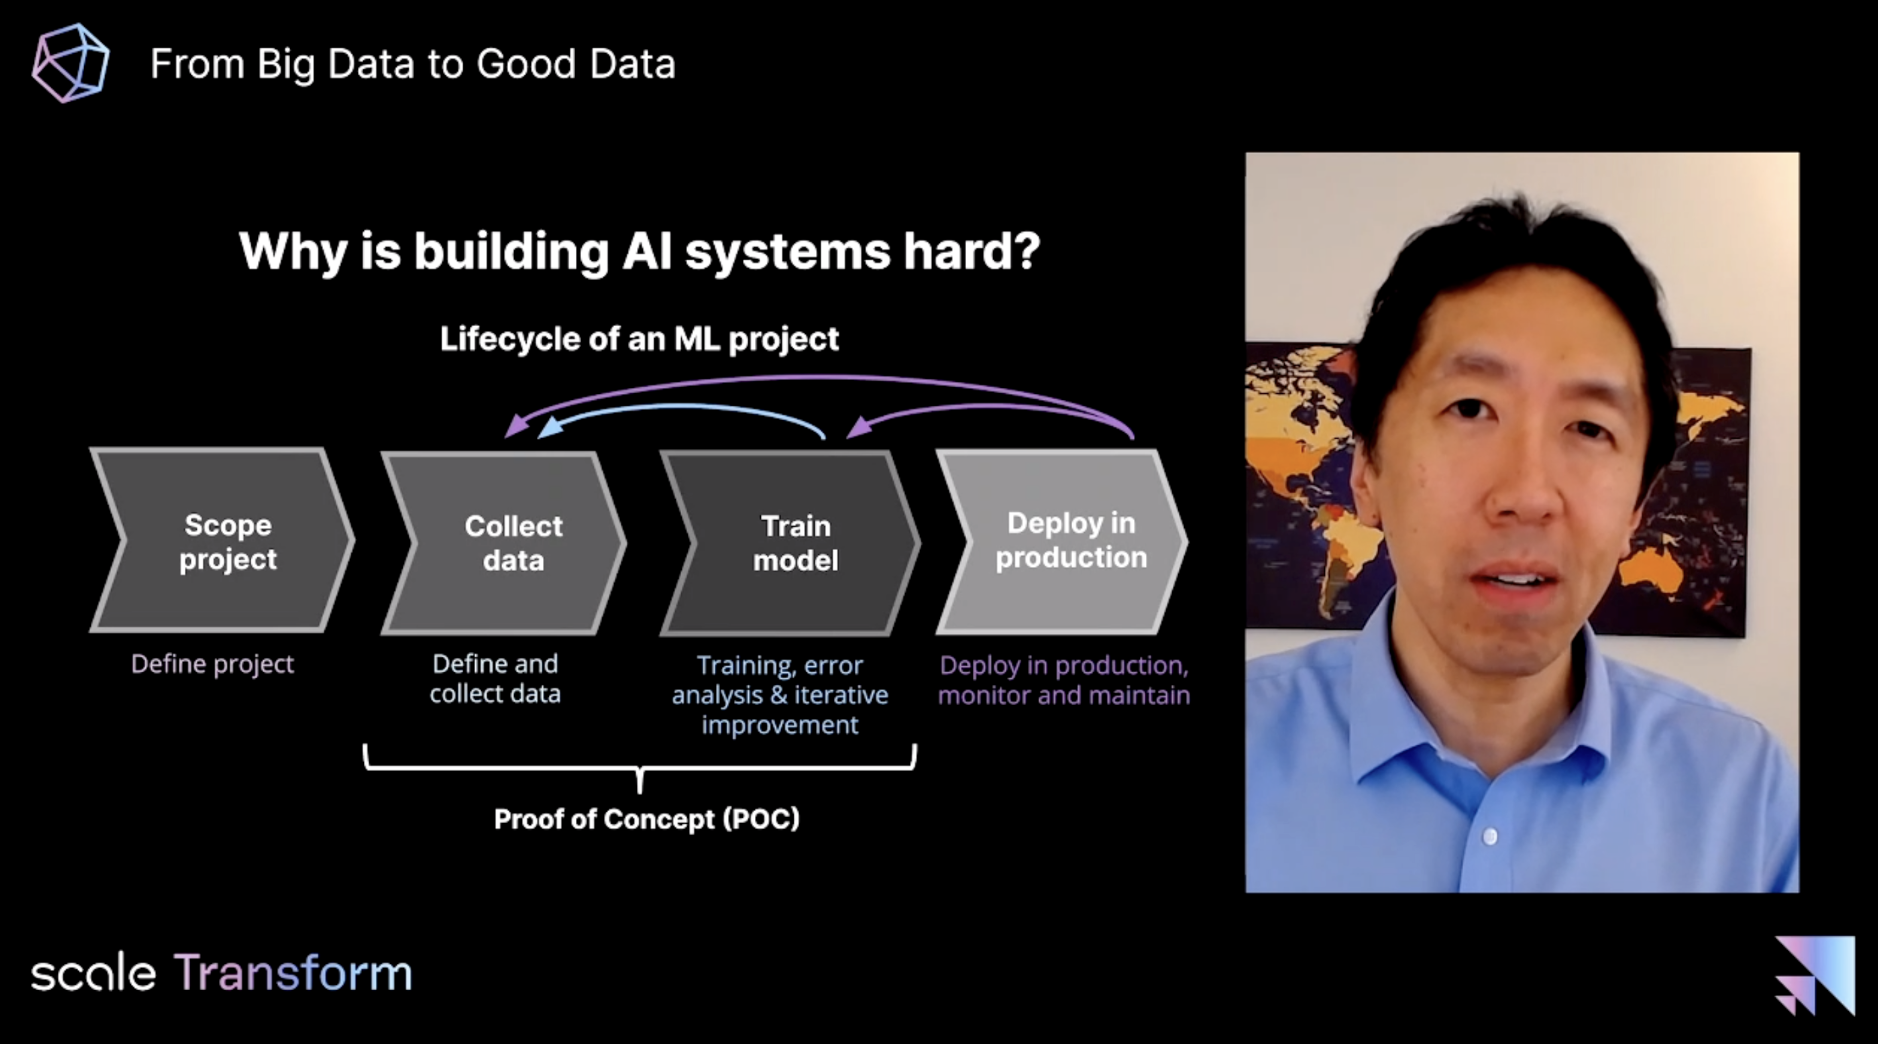 From Big Data to Good Data
Why is building AI systems hard?
Lifecycle of an ML project
Scope
project
Collect
data
Train
model
Deploy in
production
Define project
Define and
collect data
Training, error
analysis & iterative
improvement
Deploy in production,
monitor and maintain
Proof of Concept (POC)
scale Transform